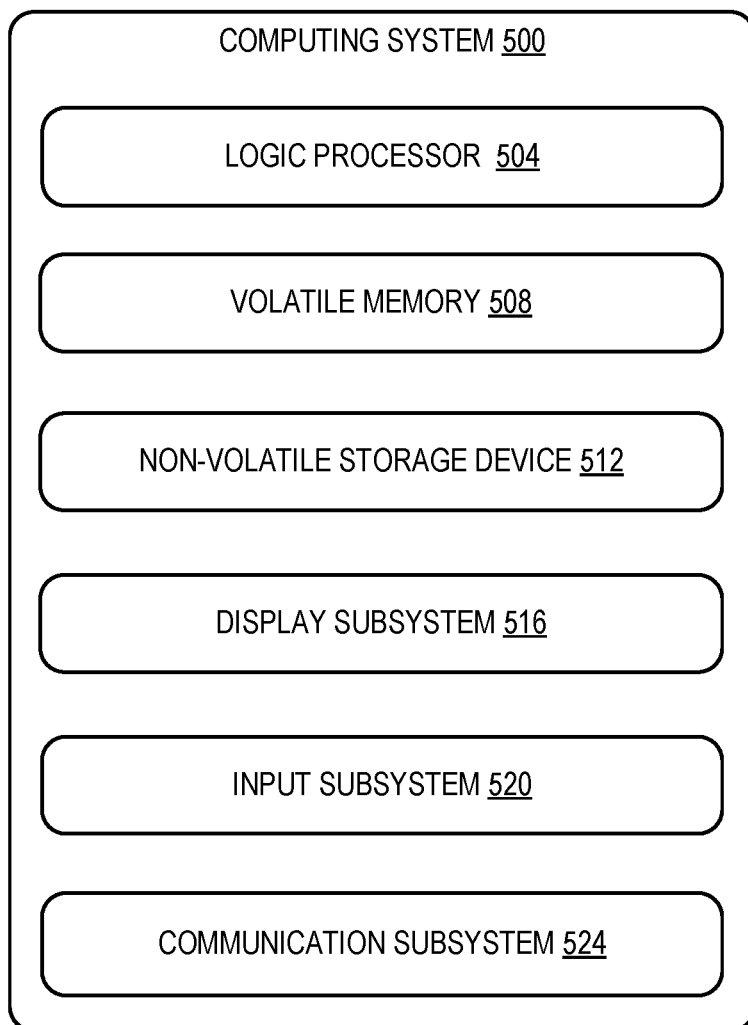 COMPUTING SYSTEM 500
LOGIC PROCESSOR 504
VOLATILE MEMORY 508
NON-VOLATILE STORAGE DEVICE 512
DISPLAY SUBSYSTEM 516
INPUT SUBSYSTEM 520
COMMUNICATION SUBSYSTEM 524